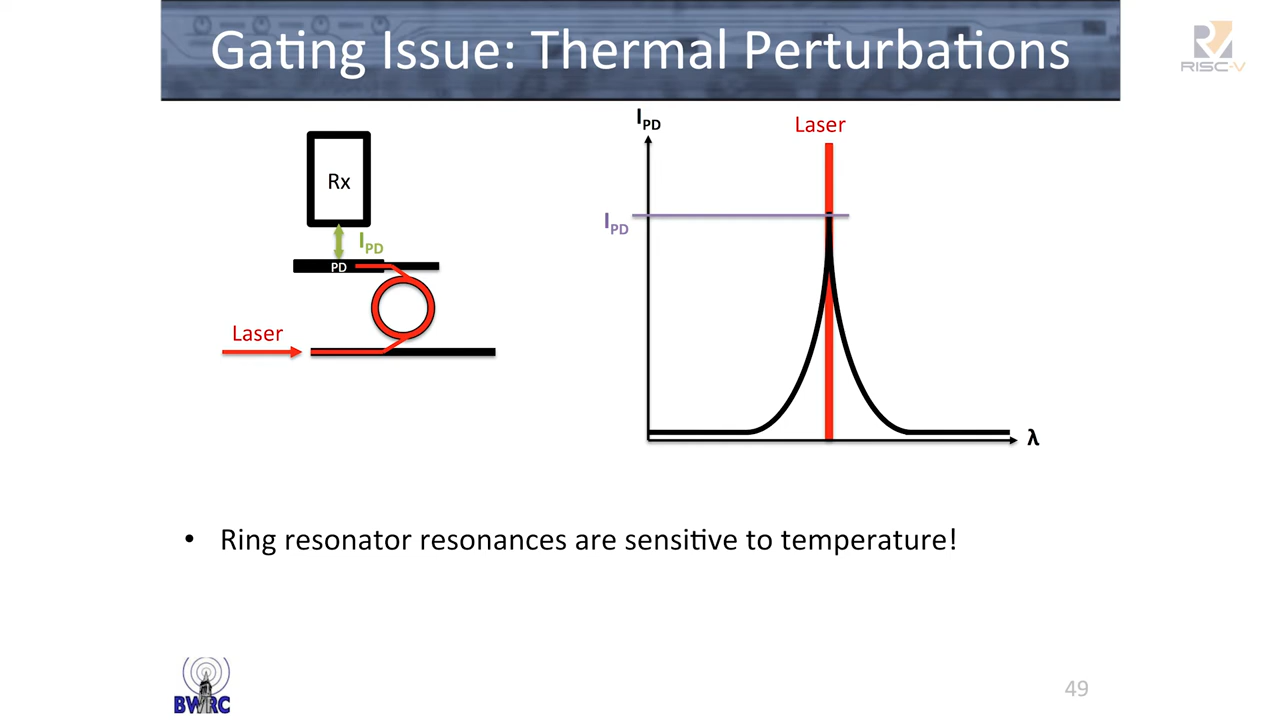 Gating Issue: Thermal Perturbations
RISC-V
Rx
I_PD
PD
Laser
I_PD
Laser
I_PD
λ
• Ring resonator resonances are sensitive to temperature!
BWRC
49